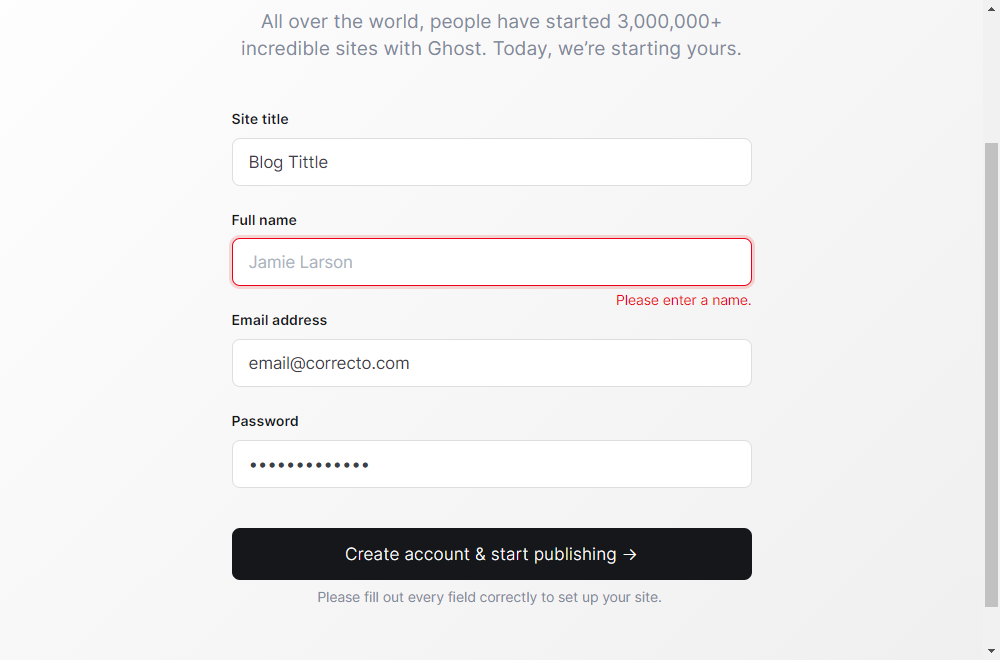 All over the world, people have started 3,000,000+
incredible sites with Ghost. Today, we’re starting yours.
Site title
Blog Tittle
Full name
Jamie Larson
Please enter a name.
Email address
email@correcto.com
Password
•••••••••••••
Create account & start publishing →
Please fill out every field correctly to set up your site.